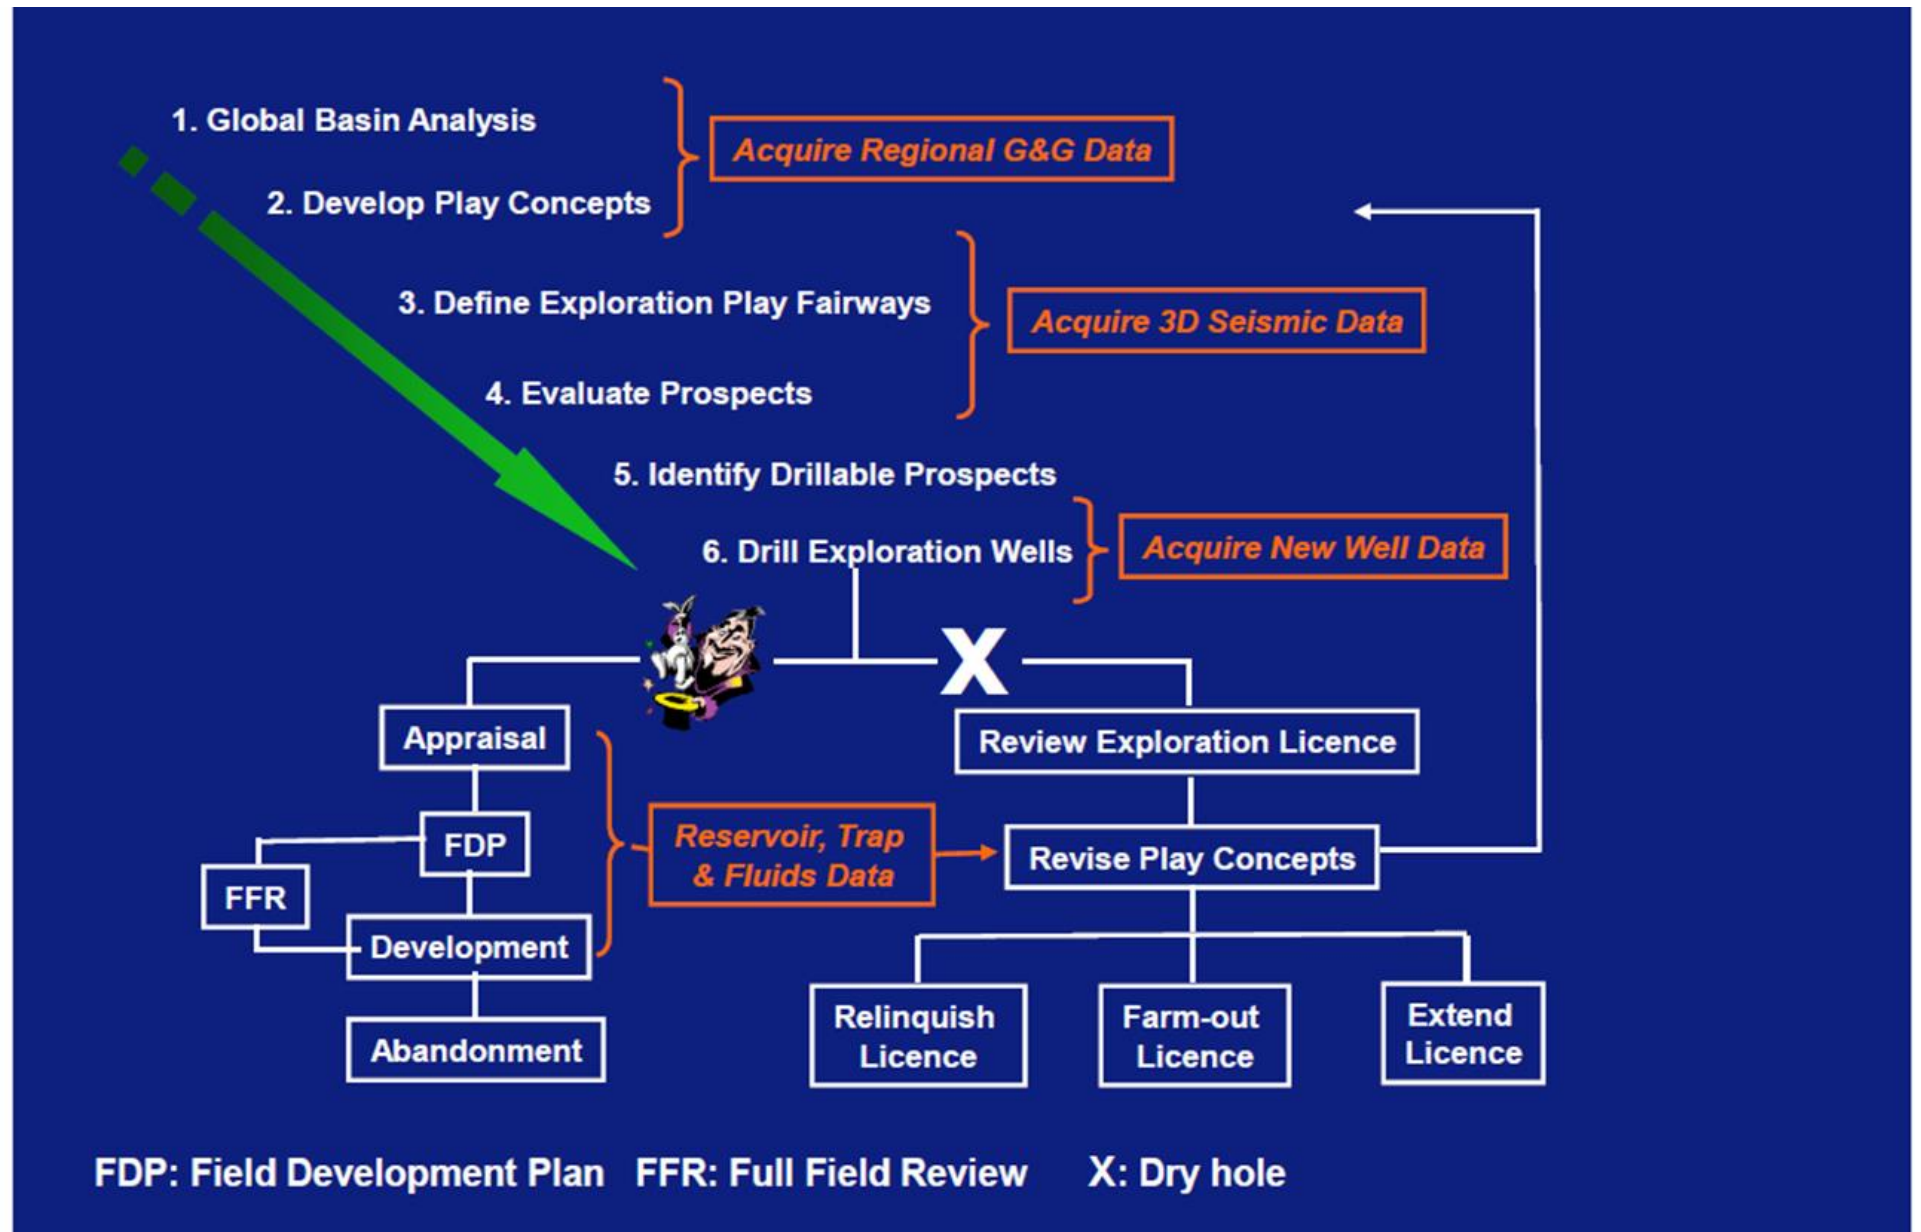 1. Global Basin Analysis
Acquire Regional G&G Data
2. Develop Play Concepts
3. Define Exploration Play Fairways
Acquire 3D Seismic Data
4. Evaluate Prospects
5. Identify Drillable Prospects
6. Drill Exploration Wells
Acquire New Well Data
X
Appraisal
Review Exploration Licence
FDP
Reservoir, Trap
& Fluids Data
Revise Play Concepts
FFR
Development
Abandonment
Relinquish
Licence
Farm-out
Licence
Extend
Licence
FDP: Field Development Plan FFR: Full Field Review X: Dry hole